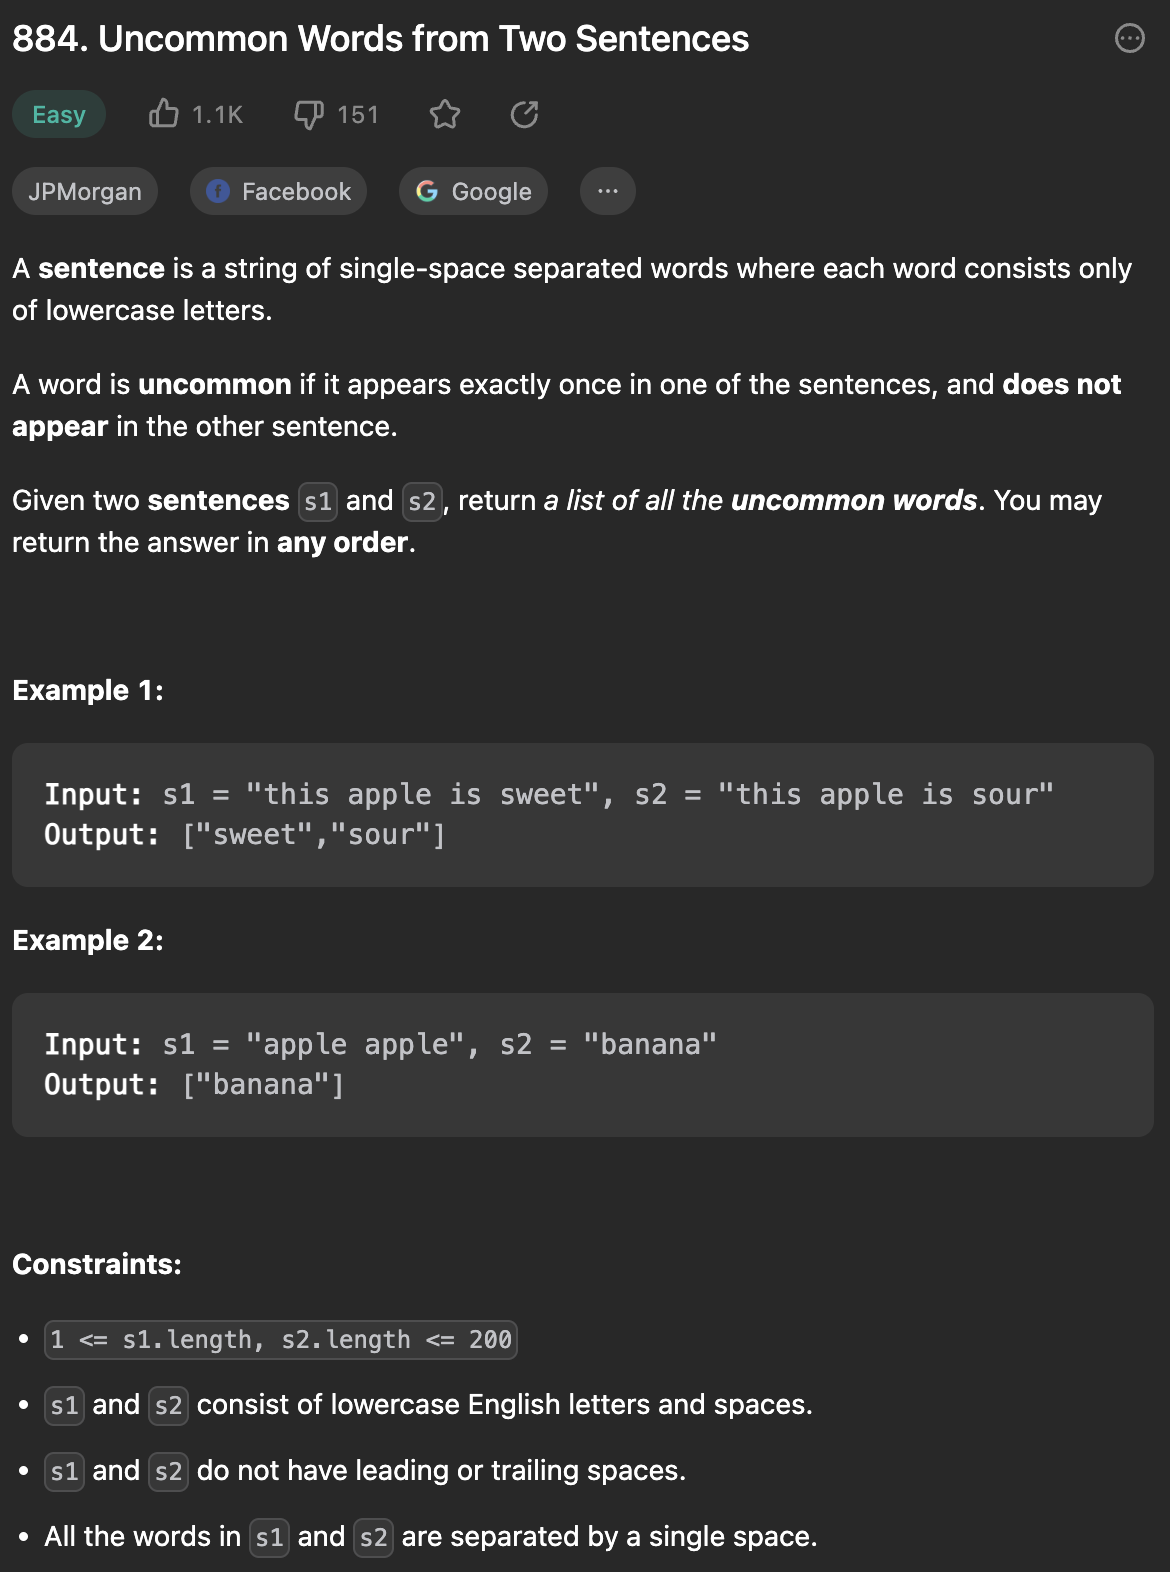 884. Uncommon Words from Two Sentences
Easy 1.1K 151
JPMorgan Facebook Google ...
A sentence is a string of single-space separated words where each word consists only
of lowercase letters.
A word is uncommon if it appears exactly once in one of the sentences, and does not
appear in the other sentence.
Given two sentences s1 and s2, return a list of all the uncommon words. You may
return the answer in any order.
Example 1:
Input: s1 = "this apple is sweet", s2 = "this apple is sour"
Output: ["sweet","sour"]
Example 2:
Input: s1 = "apple apple", s2 = "banana"
Output: ["banana"]
Constraints:
• 1 <= s1.length, s2.length <= 200
• s1 and s2 consist of lowercase English letters and spaces.
• s1 and s2 do not have leading or trailing spaces.
• All the words in s1 and s2 are separated by a single space.